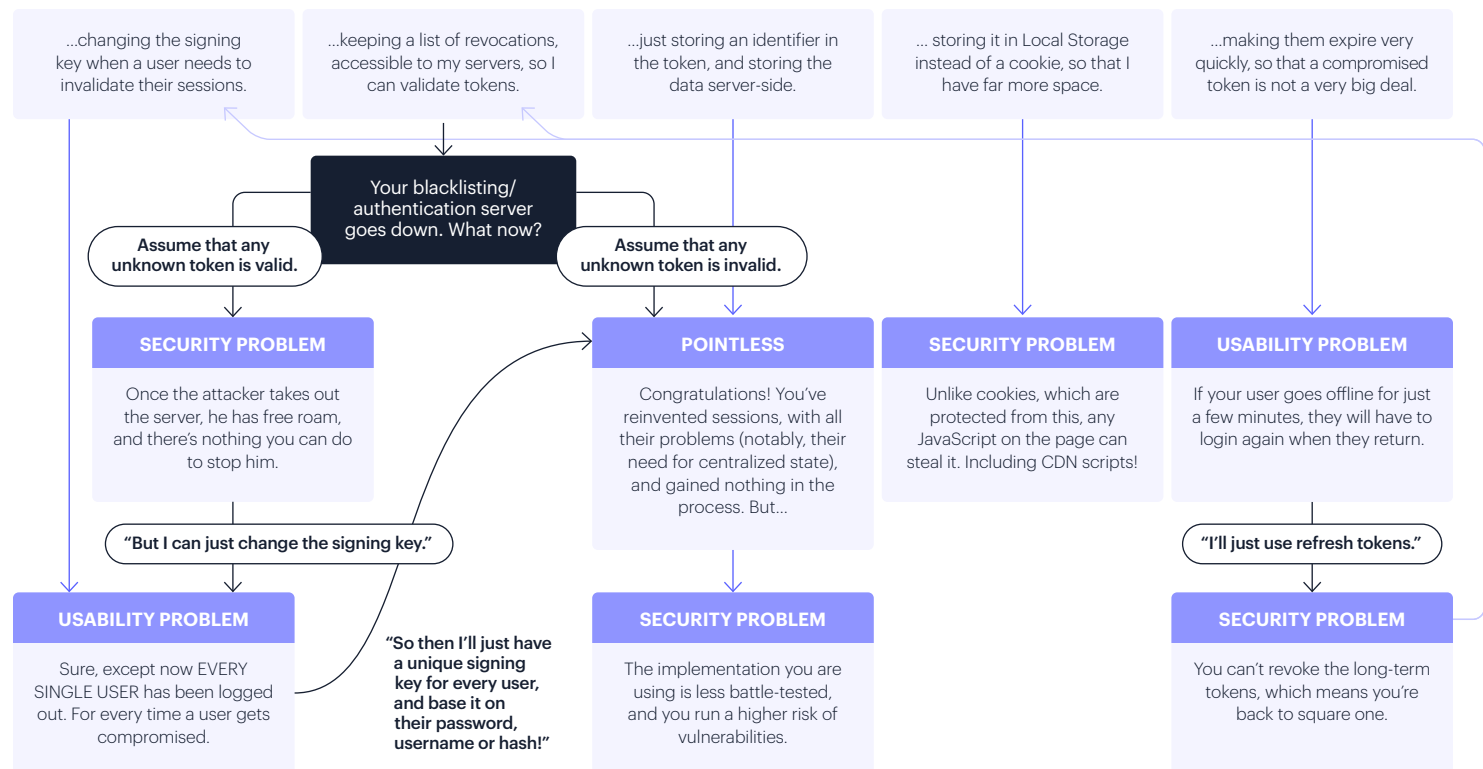 ...changing the signing
key when a user needs to
invalidate their sessions.
...keeping a list of revocations,
accessible to my servers, so I
can validate tokens.
...just storing an identifier in
the token, and storing the
data server-side.
... storing it in Local Storage
instead of a cookie, so that I
have far more space.
...making them expire very
quickly, so that a compromised
token is not a very big deal.
Your blacklisting/
authentication server
goes down. What now?
Assume that any
unknown token is valid.
Assume that any
unknown token is invalid.
SECURITY PROBLEM
Once the attacker takes out
the server, he has free roam,
and there's nothing you can do
to stop him.
POINTLESS
Congratulations! You've
reinvented sessions, with all
their problems (notably, their
need for centralized state),
and gained nothing in the
process. But...
SECURITY PROBLEM
Unlike cookies, which are
protected from this, any
JavaScript on the page can
steal it. Including CDN scripts!
USABILITY PROBLEM
If your user goes offline for just
a few minutes, they will have to
login again when they return.
“But I can just change the signing key.”
“I'll just use refresh tokens.”
USABILITY PROBLEM
Sure, except now EVERY
SINGLE USER has been logged
out. For every time a user gets
compromised.
“So then I'll just have
a unique signing
key for every user,
and base it on
their password,
username or hash!”
SECURITY PROBLEM
The implementation you are
using is less battle-tested,
and you run a higher risk of
vulnerabilities.
SECURITY PROBLEM
You can't revoke the long-term
tokens, which means you're
back to square one.